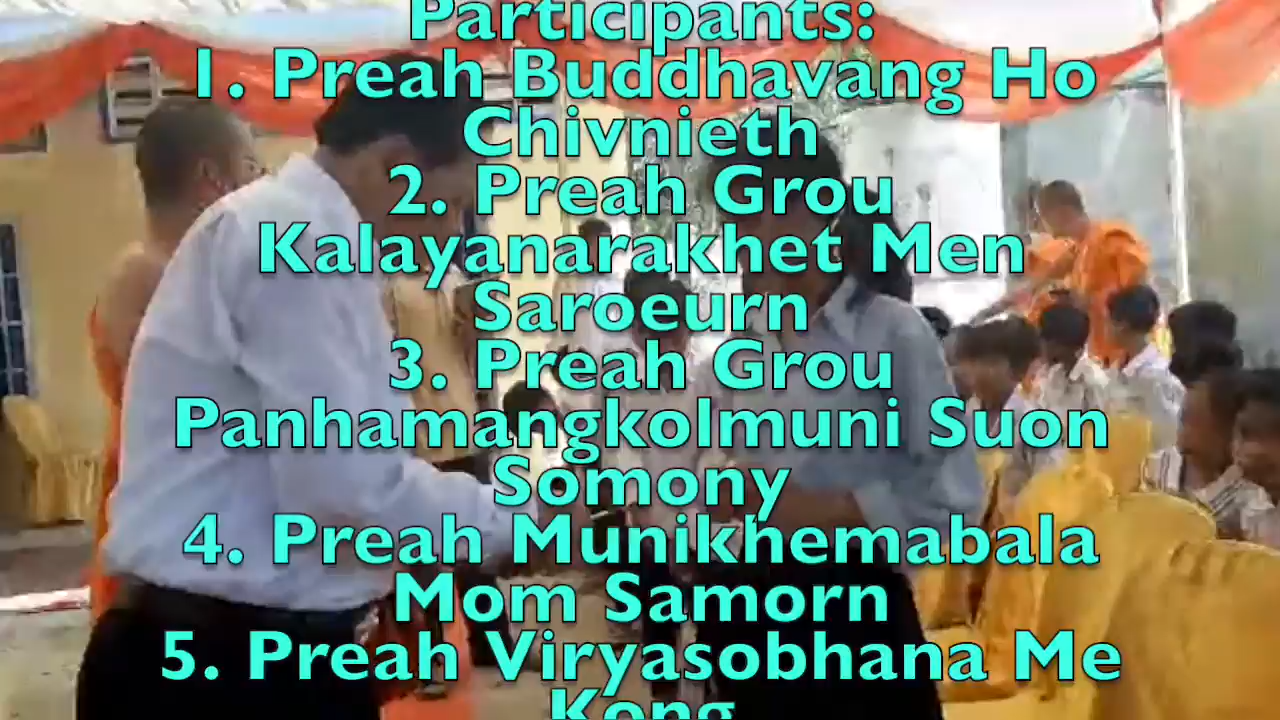 Participants:
1. Preah Buddhavang Ho
Chivnieth
2. Preah Grou
Kalayanarakhet Men
Saroeurn
3. Preah Grou
Panhamangkolmuni Suon
Somony
4. Preah Munikhemabala
Mom Samorn
5. Preah Viryasobhana Me
Kong